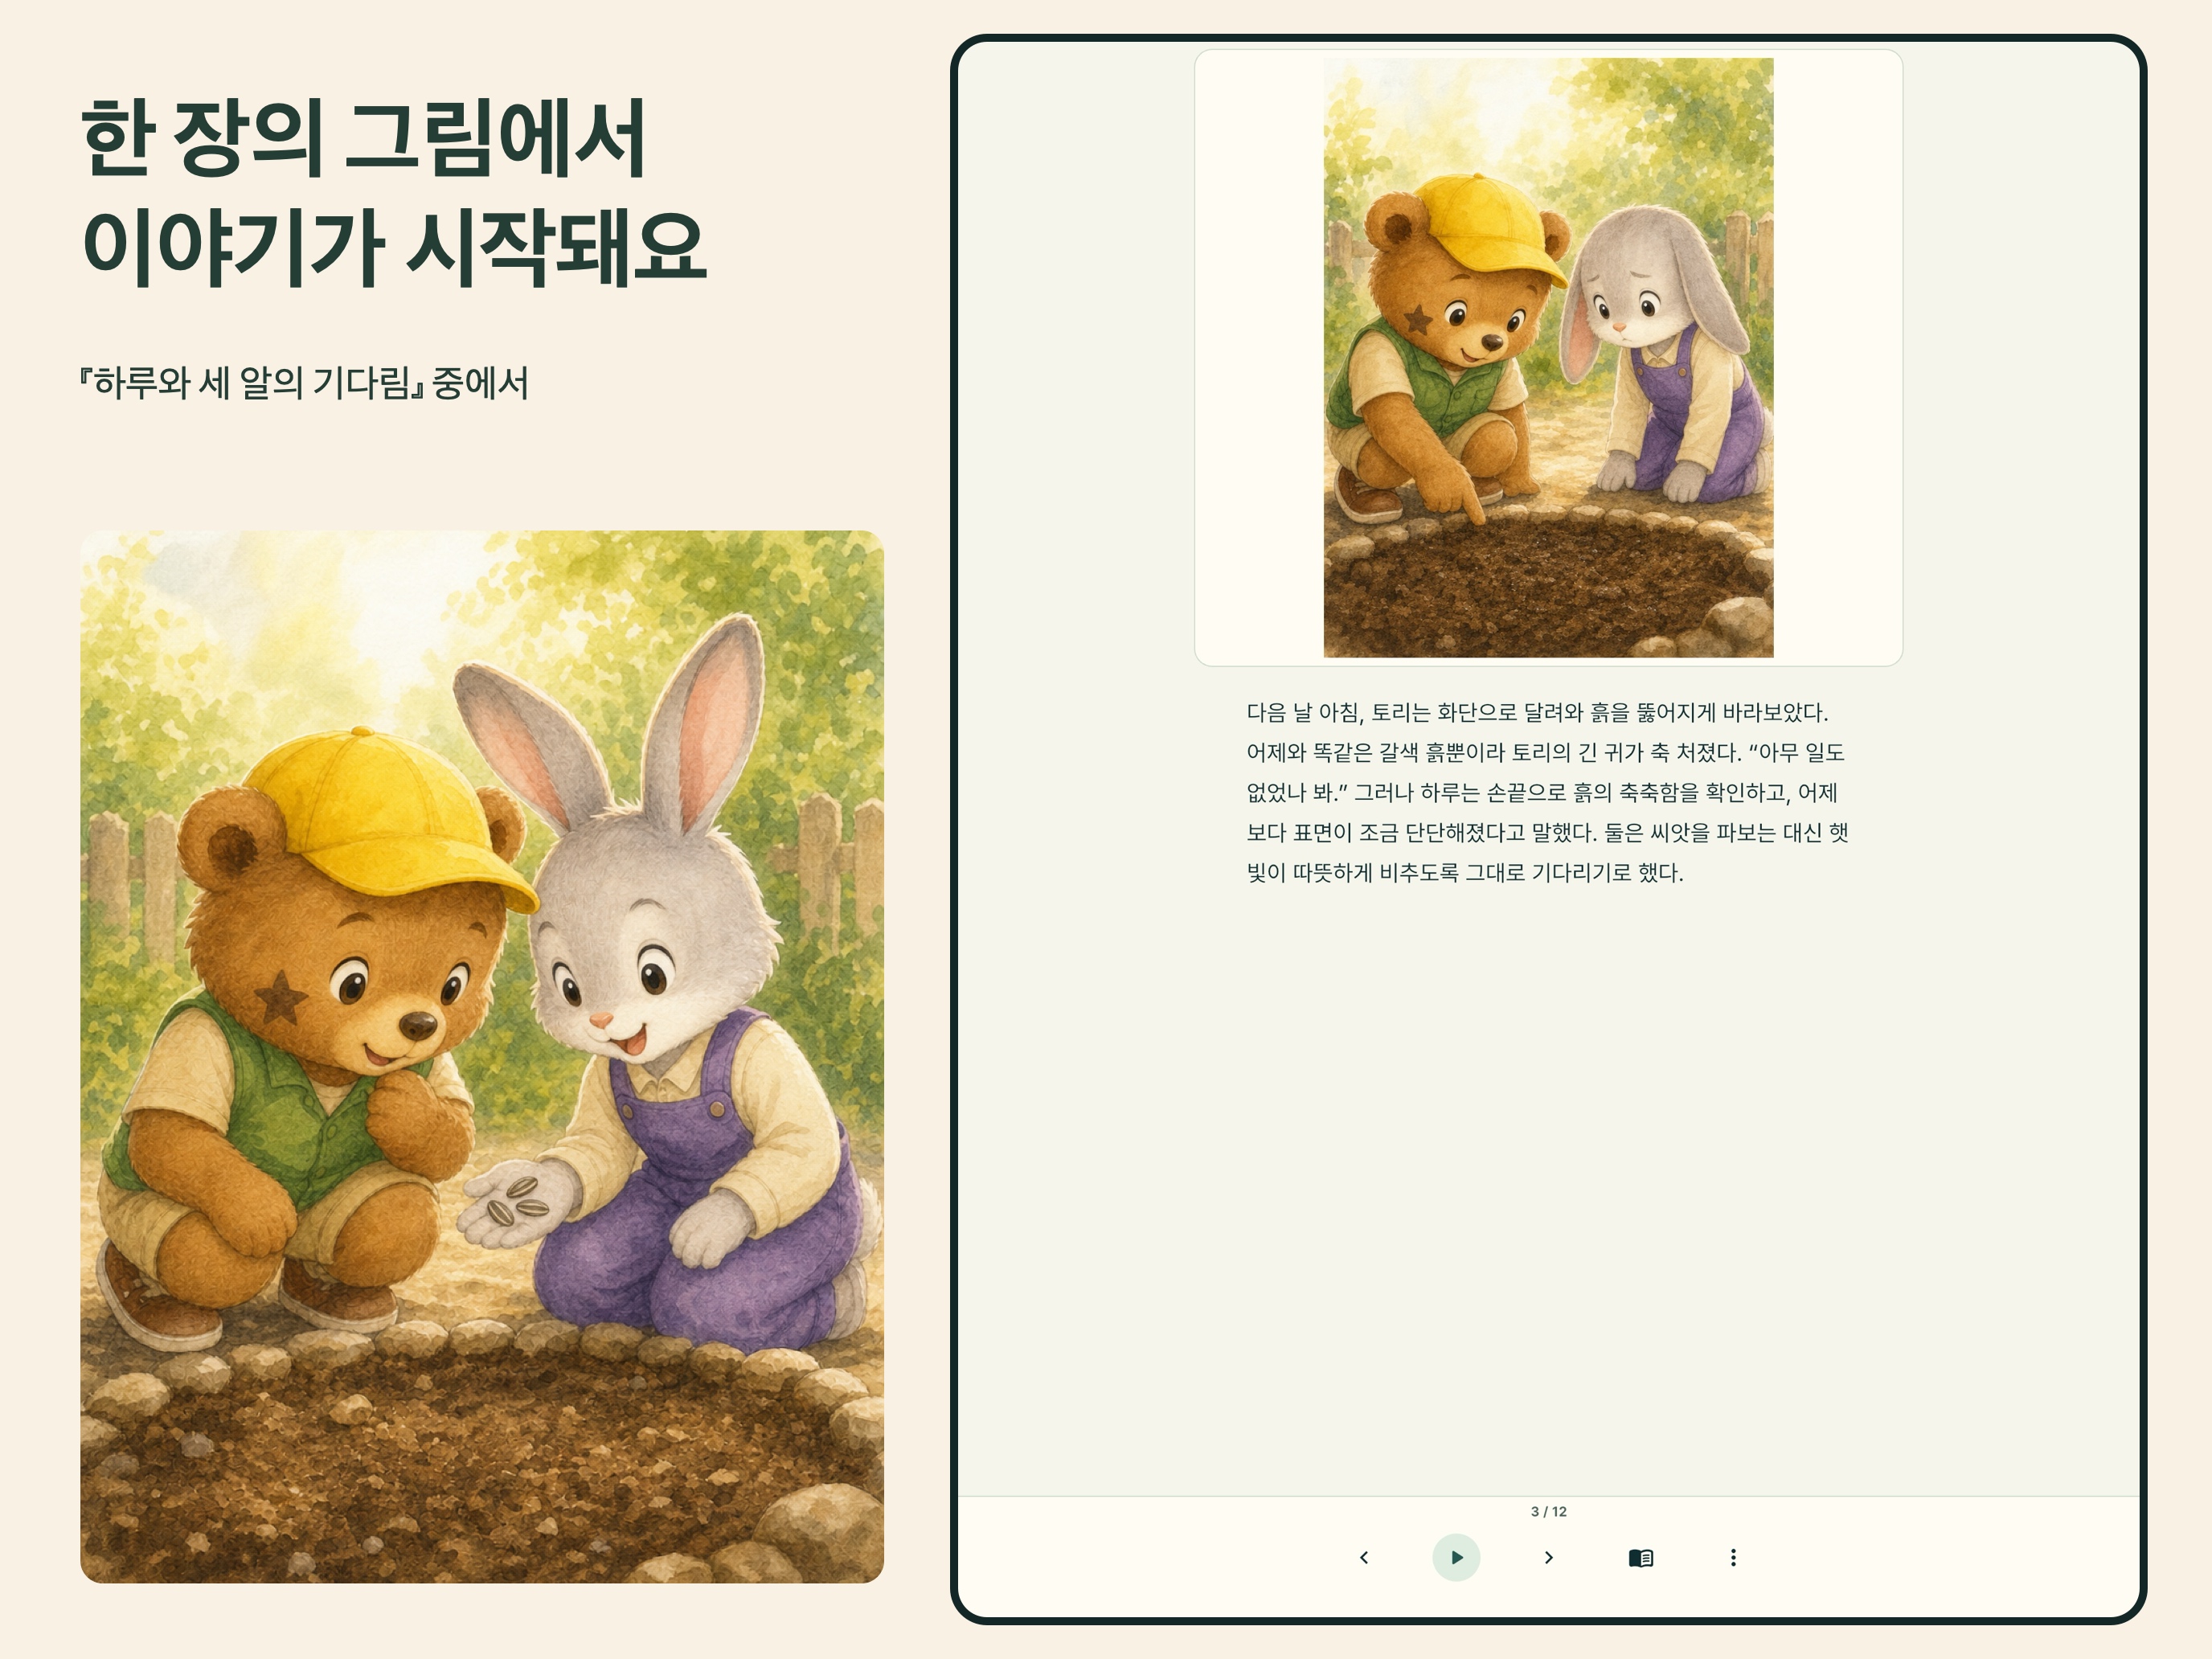 한 장의 그림에서
이야기가 시작돼요
『하루와 세 알의 기다림』 중에서
다음 날 아침, 토리는 화단으로 달려와 흙을 뚫어지게 바라보았다.
어제와 똑같은 갈색 흙뿐이라 토리의 긴 귀가 축 처졌다. “아무 일도
없었나 봐.” 그러나 하루는 손끝으로 흙의 축축함을 확인하고, 어제
보다 표면이 조금 단단해졌다고 말했다. 둘은 씨앗을 파보는 대신 햇
빛이 따뜻하게 비추도록 그대로 기다리기로 했다.
3 / 12